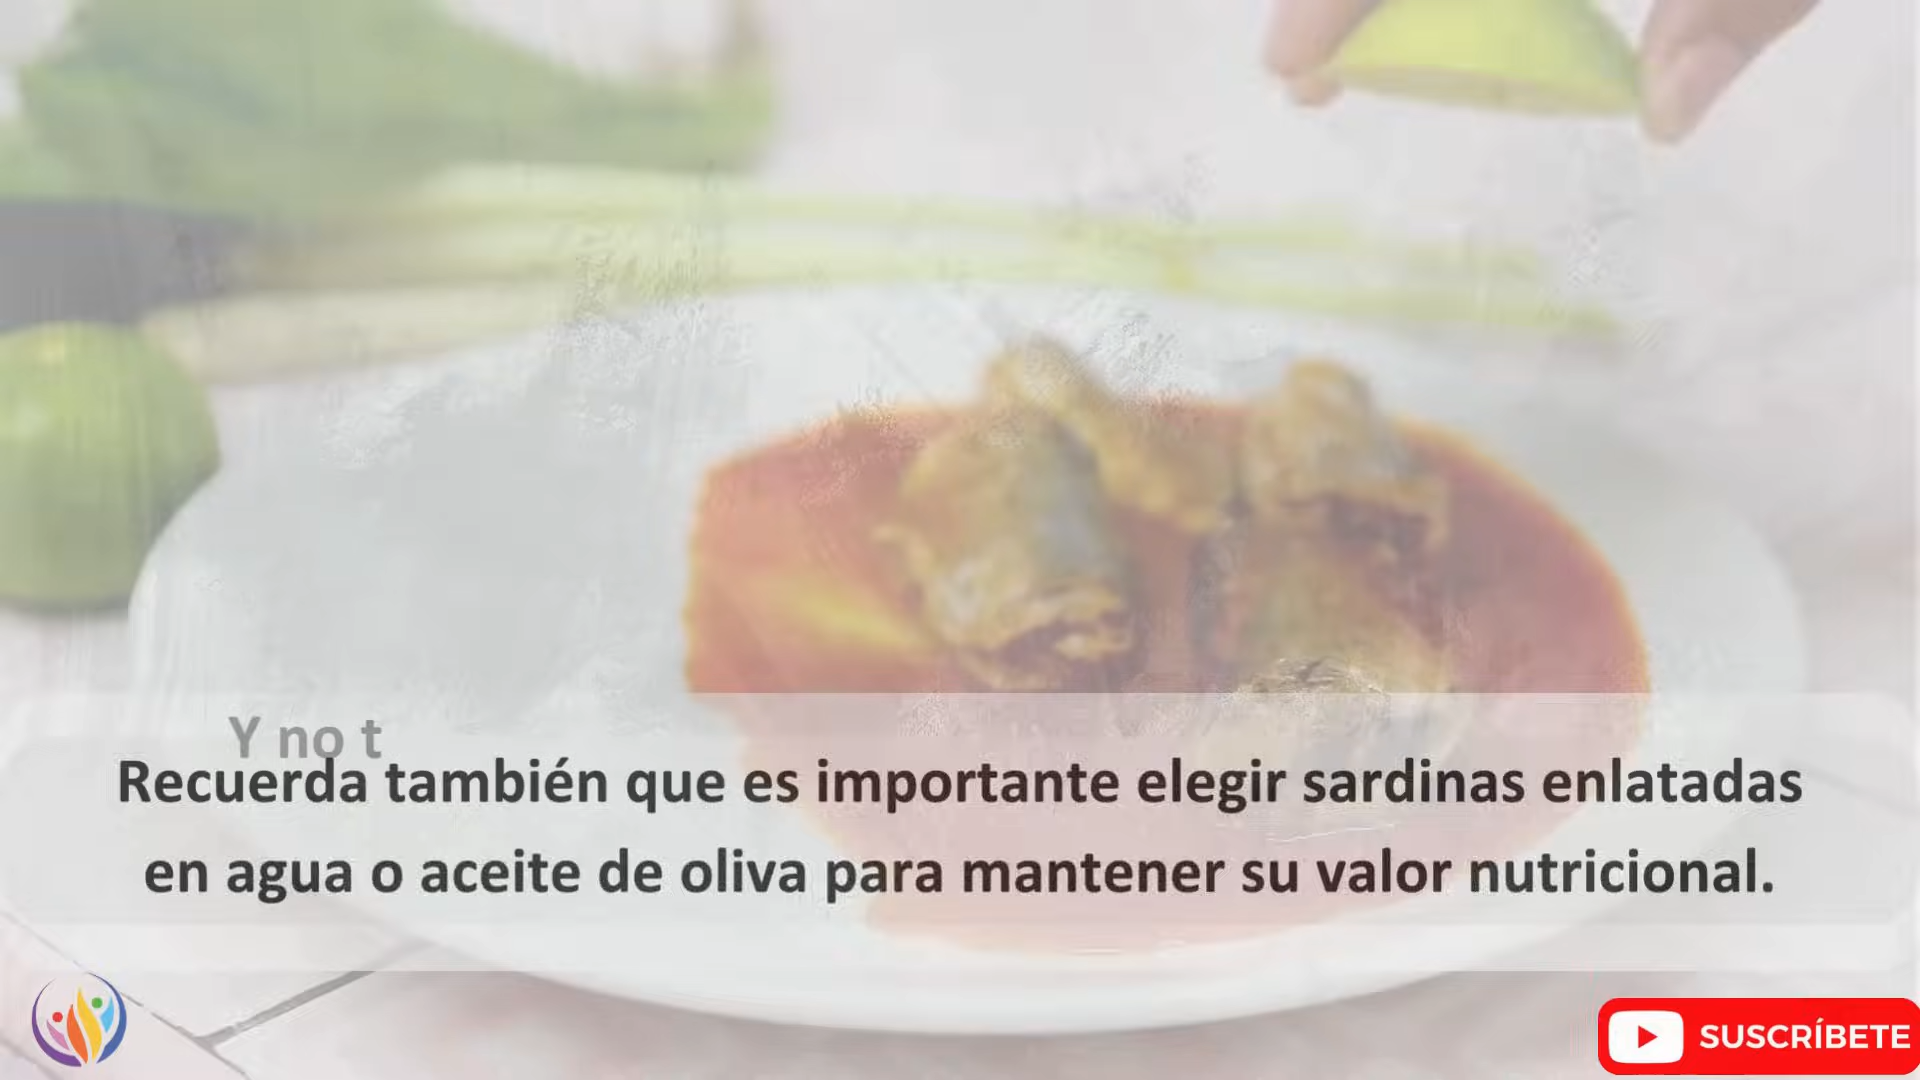 Y no t
Recuerda también que es importante elegir sardinas enlatadas
en agua o aceite de oliva para mantener su valor nutricional.
SUSCRÍBETE